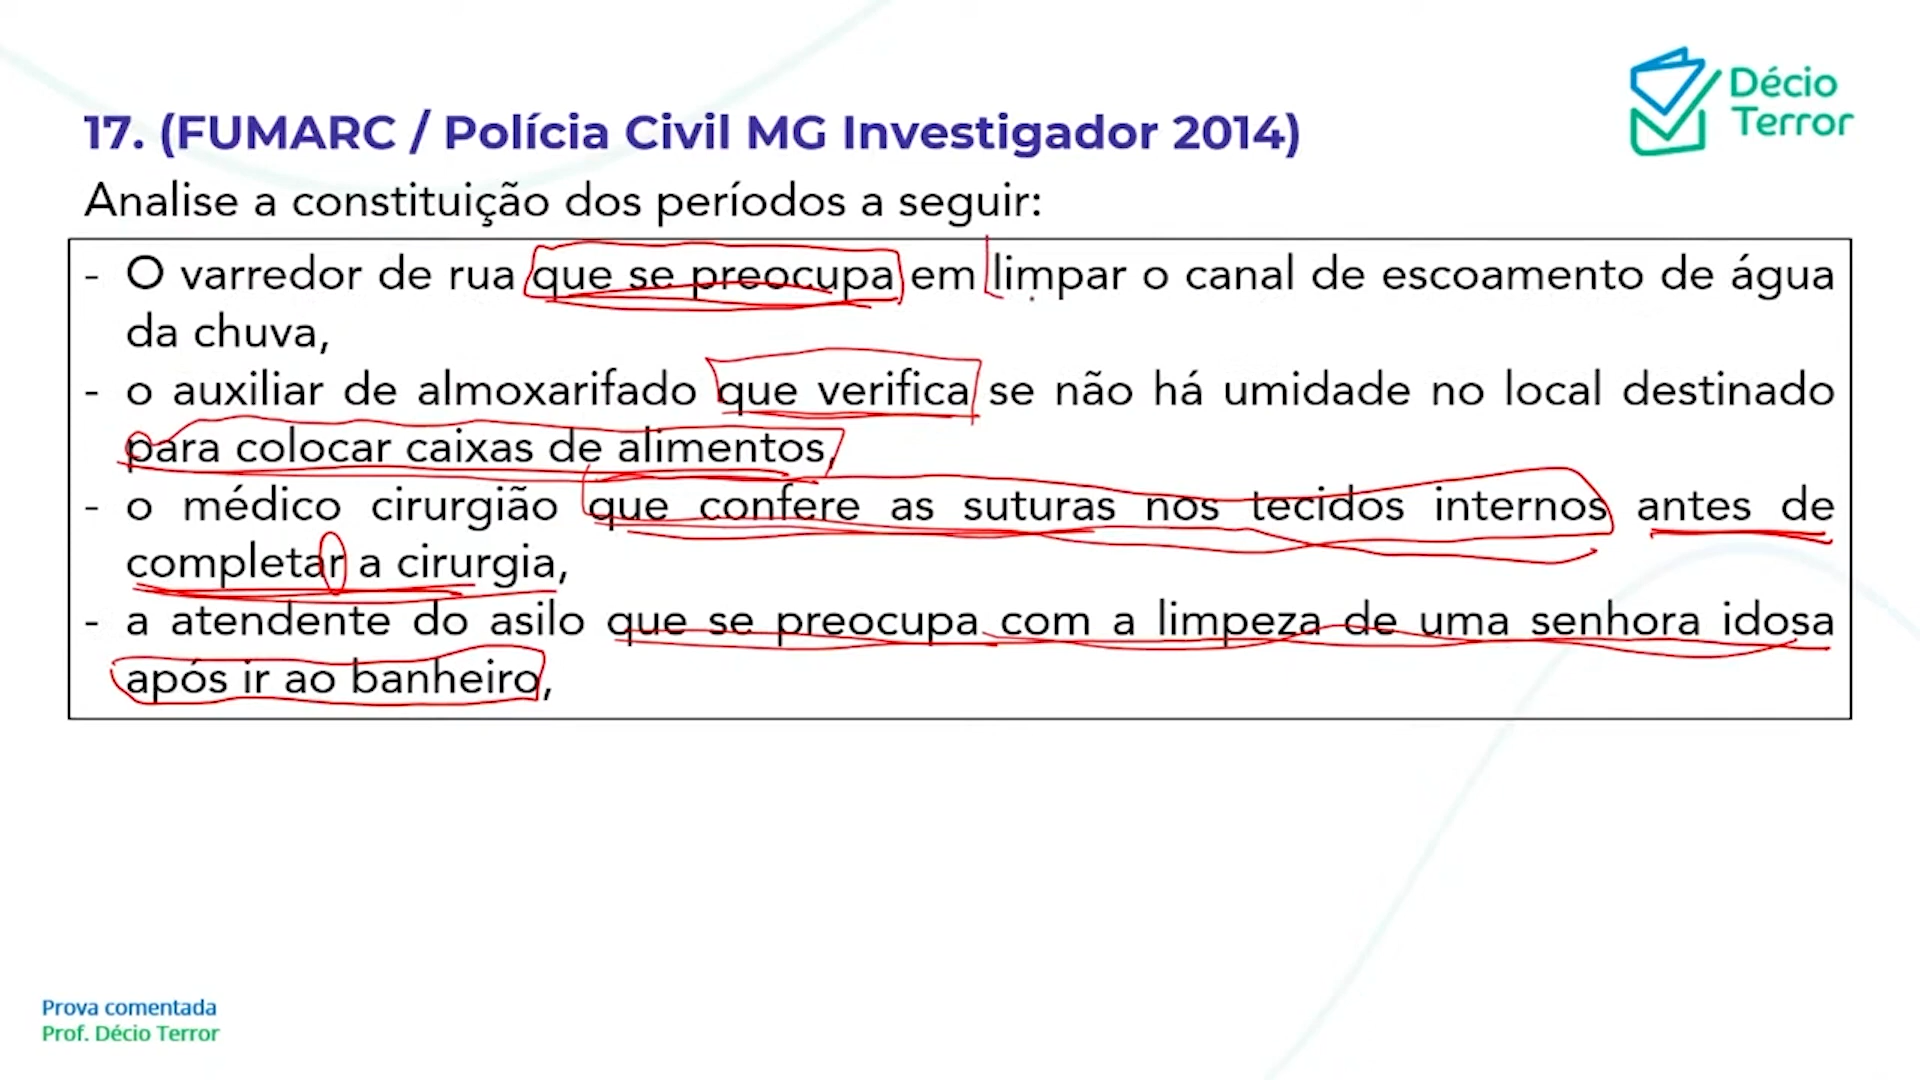 Décio
Terror
17. (FUMARC / Polícia Civil MG Investigador 2014)
Analise a constituição dos períodos a seguir:
- O varredor de rua que se preocupa em limpar o canal de escoamento de água
da chuva,
- o auxiliar de almoxarifado que verifica se não há umidade no local destinado
para colocar caixas de alimentos,
- o médico cirurgião que confere as suturas nos tecidos internos antes de
completar a cirurgia,
- a atendente do asilo que se preocupa com a limpeza de uma senhora idosa
após ir ao banheiro,
Prova comentada
Prof. Décio Terror